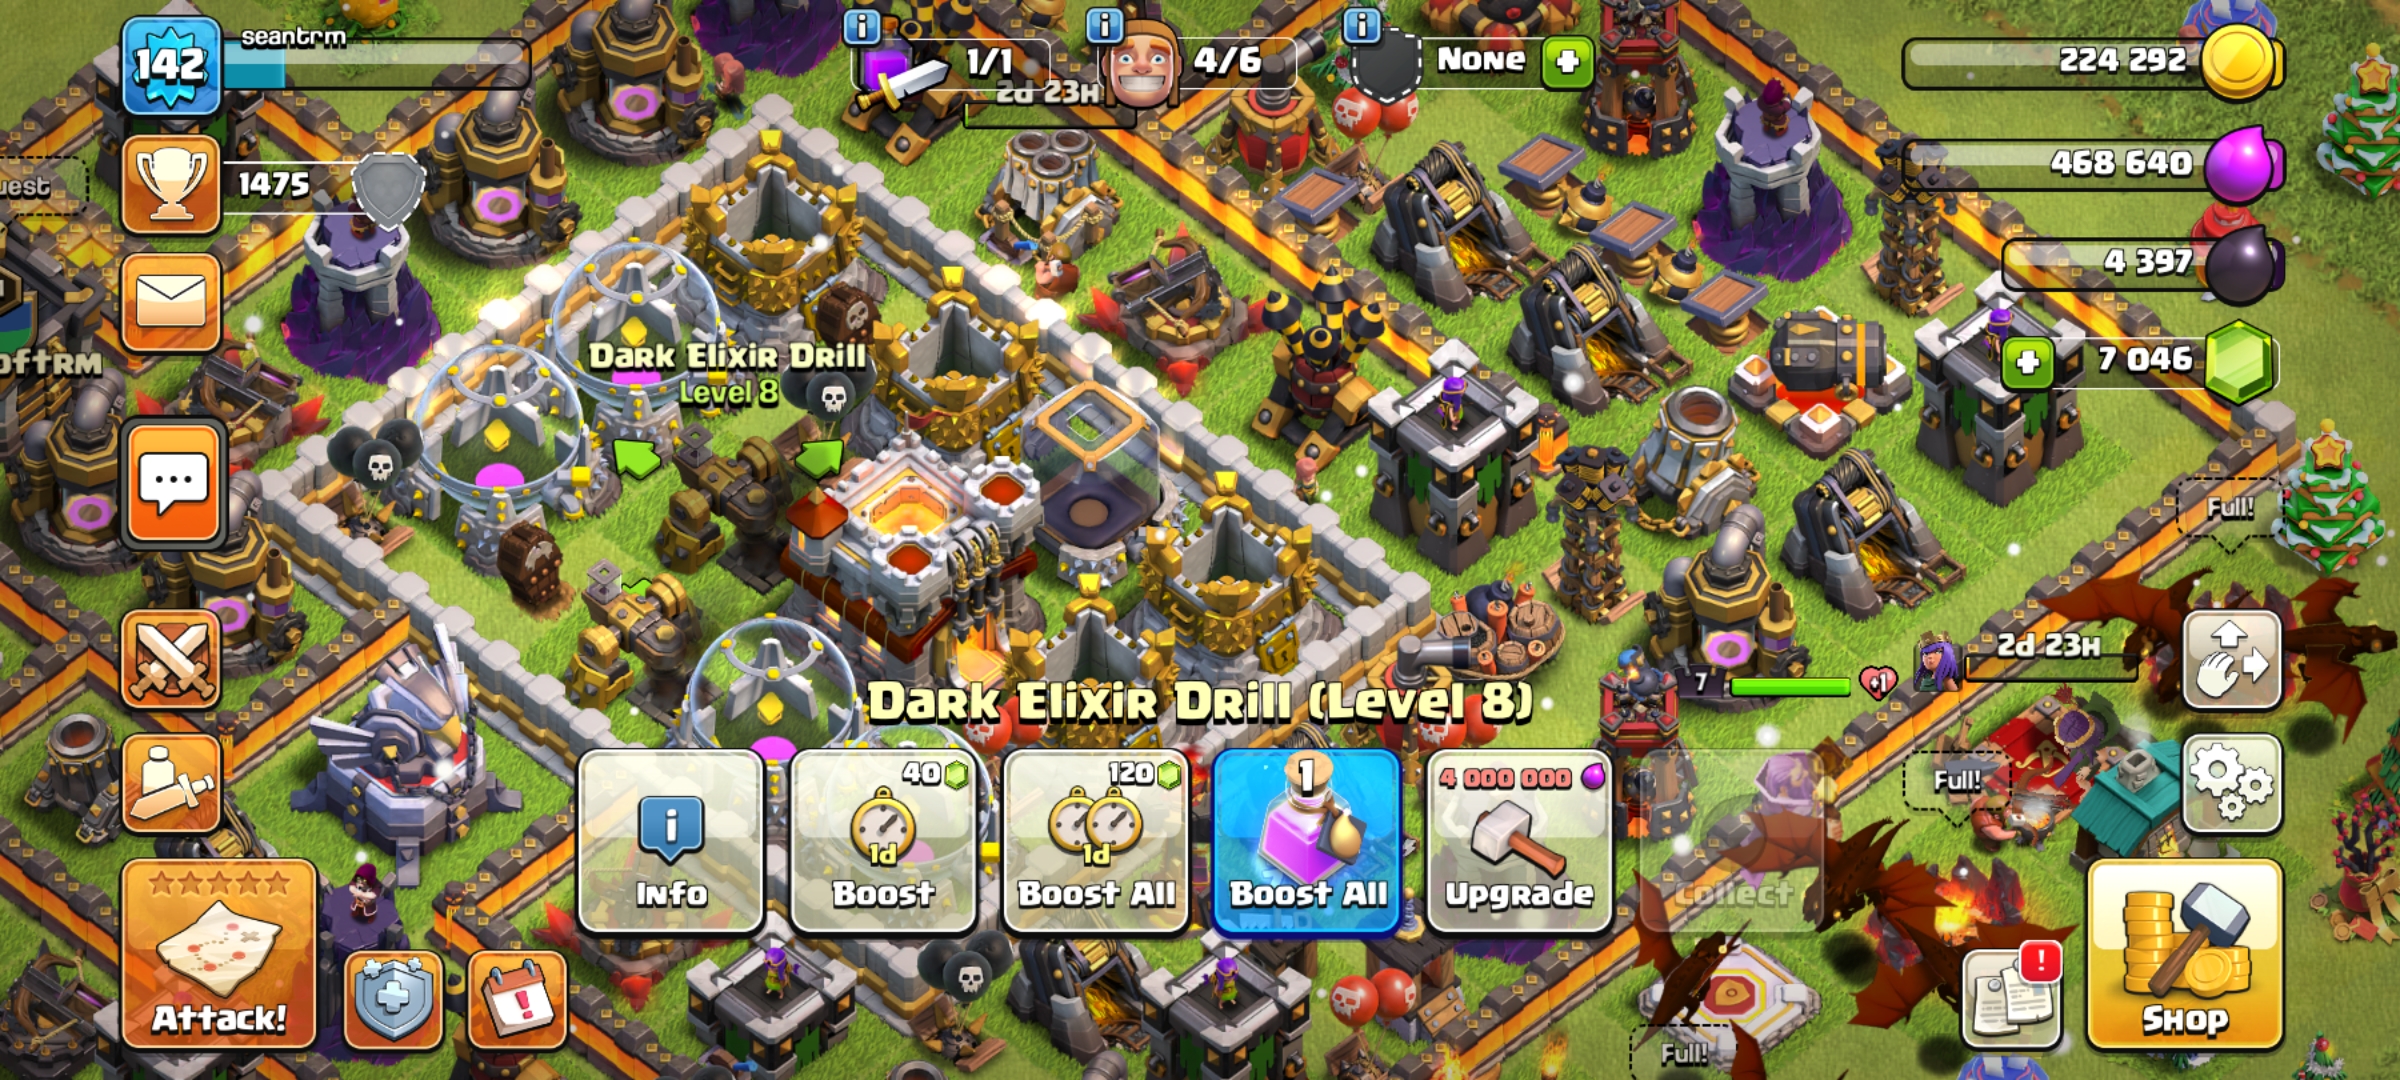 seantrm
142
1/1
2d 23H
4/6
None
224 292
1475
uest
468 640
4 397
7 046
Dark Elixir Drill
Level 8
oftRM
Full!
2d 23H
7
+1
Dark Elixir Drill (Level 8)
Full!
Info
40
1d
Boost
120
1d
Boost All
1
Boost All
4 000 000
Upgrade
Collect
Attack!
Shop
Full!